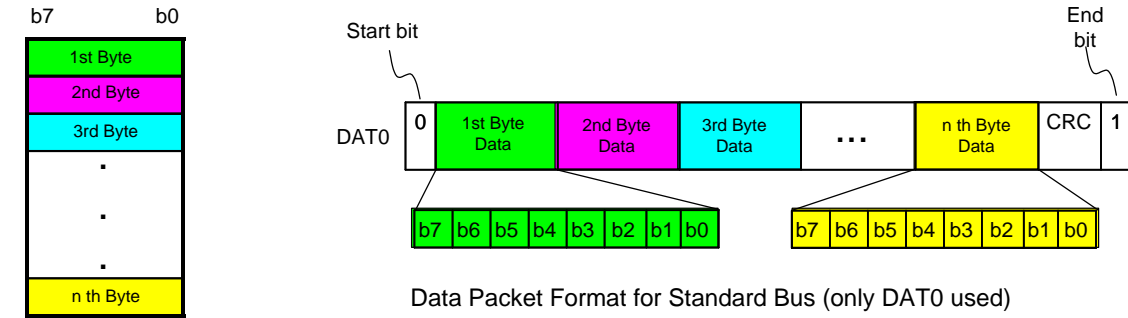 b7 b0
1st Byte
2nd Byte
3rd Byte
.
.
.
n th Byte
Start bit
End
bit
DAT0
0
1st Byte
Data
2nd Byte
Data
3rd Byte
Data
...
n th Byte
Data
CRC
1
b7 b6 b5 b4 b3 b2 b1 b0
b7 b6 b5 b4 b3 b2 b1 b0
Data Packet Format for Standard Bus (only DAT0 used)